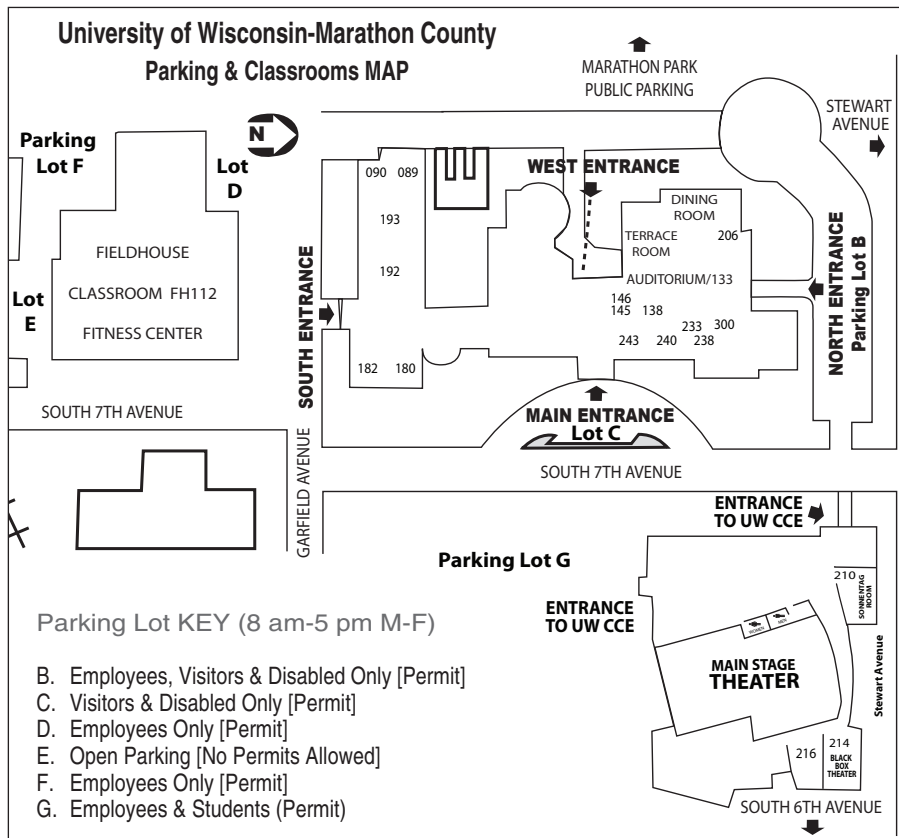 University of Wisconsin-Marathon County
Parking & Classrooms MAP
MARATHON PARK
PUBLIC PARKING
STEWART
AVENUE
Parking
Lot F
N
Lot
D
090 089
193
192
182 180
WEST ENTRANCE
DINING
ROOM
206
TERRACE
ROOM
AUDITORIUM/133
146
145 138
233 300
243 240 238
NORTH ENTRANCE
Parking Lot B
FIELDHOUSE
CLASSROOM FH112
FITNESS CENTER
Lot
E
SOUTH ENTRANCE
MAIN ENTRANCE
Lot C
SOUTH 7TH AVENUE
SOUTH 7TH AVENUE
GARFIELD AVENUE
ENTRANCE
TO UW CCE
Parking Lot G
ENTRANCE
TO UW CCE
210
SONNENTAG
ROOM
WOMEN
MEN
MAIN STAGE
THEATER
Stewart Avenue
216
214
BLACK
BOX
THEATER
SOUTH 6TH AVENUE
Parking Lot KEY (8 am-5 pm M-F)
B. Employees, Visitors & Disabled Only [Permit]
C. Visitors & Disabled Only [Permit]
D. Employees Only [Permit]
E. Open Parking [No Permits Allowed]
F. Employees Only [Permit]
G. Employees & Students (Permit)